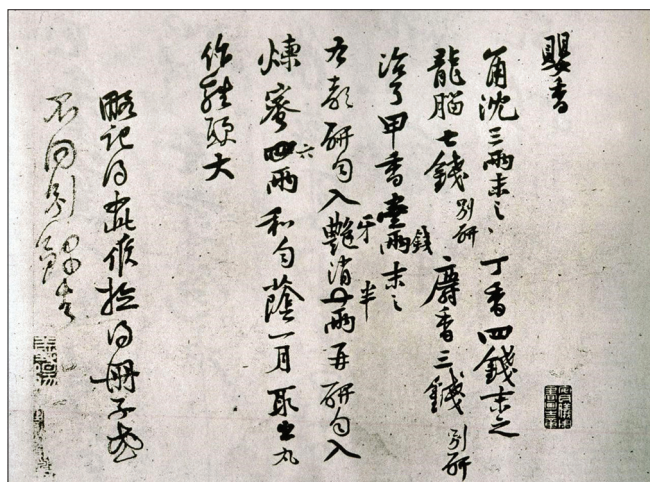 嬰香
角沈三兩末之 丁香四錢末之
龍腦七錢別研 麝香三錢別研
治了甲香壹兩錢末之
右都研勻入艷牙消半兩再研勻入
煉蜜四六兩和勻蔭一月取出丸
作雞頭大
略記得此候檢得冊子或
不同別錄去